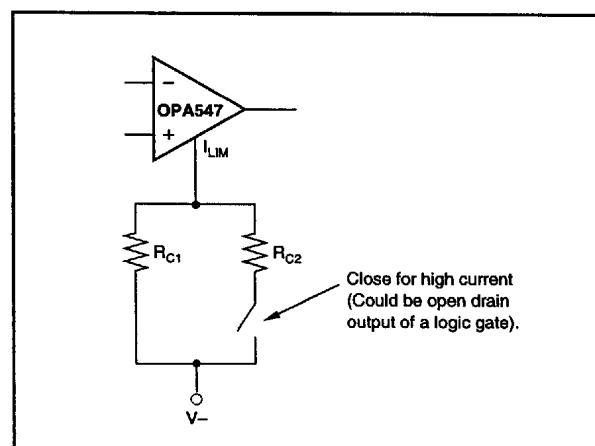 −
OPA547
+
I_LIM
R_C1
R_C2
Close for high current
(Could be open drain
output of a logic gate).
V−